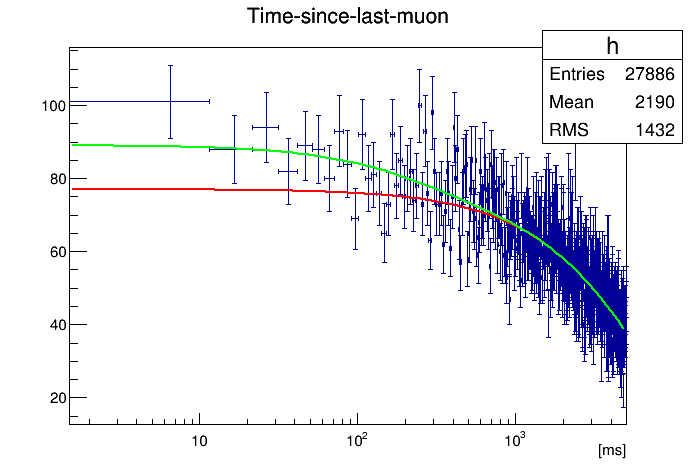 Time-since-last-muon
h
Entries 27886
Mean 2190
RMS 1432
100
80
60
40
20
10
10²
10³
[ms]